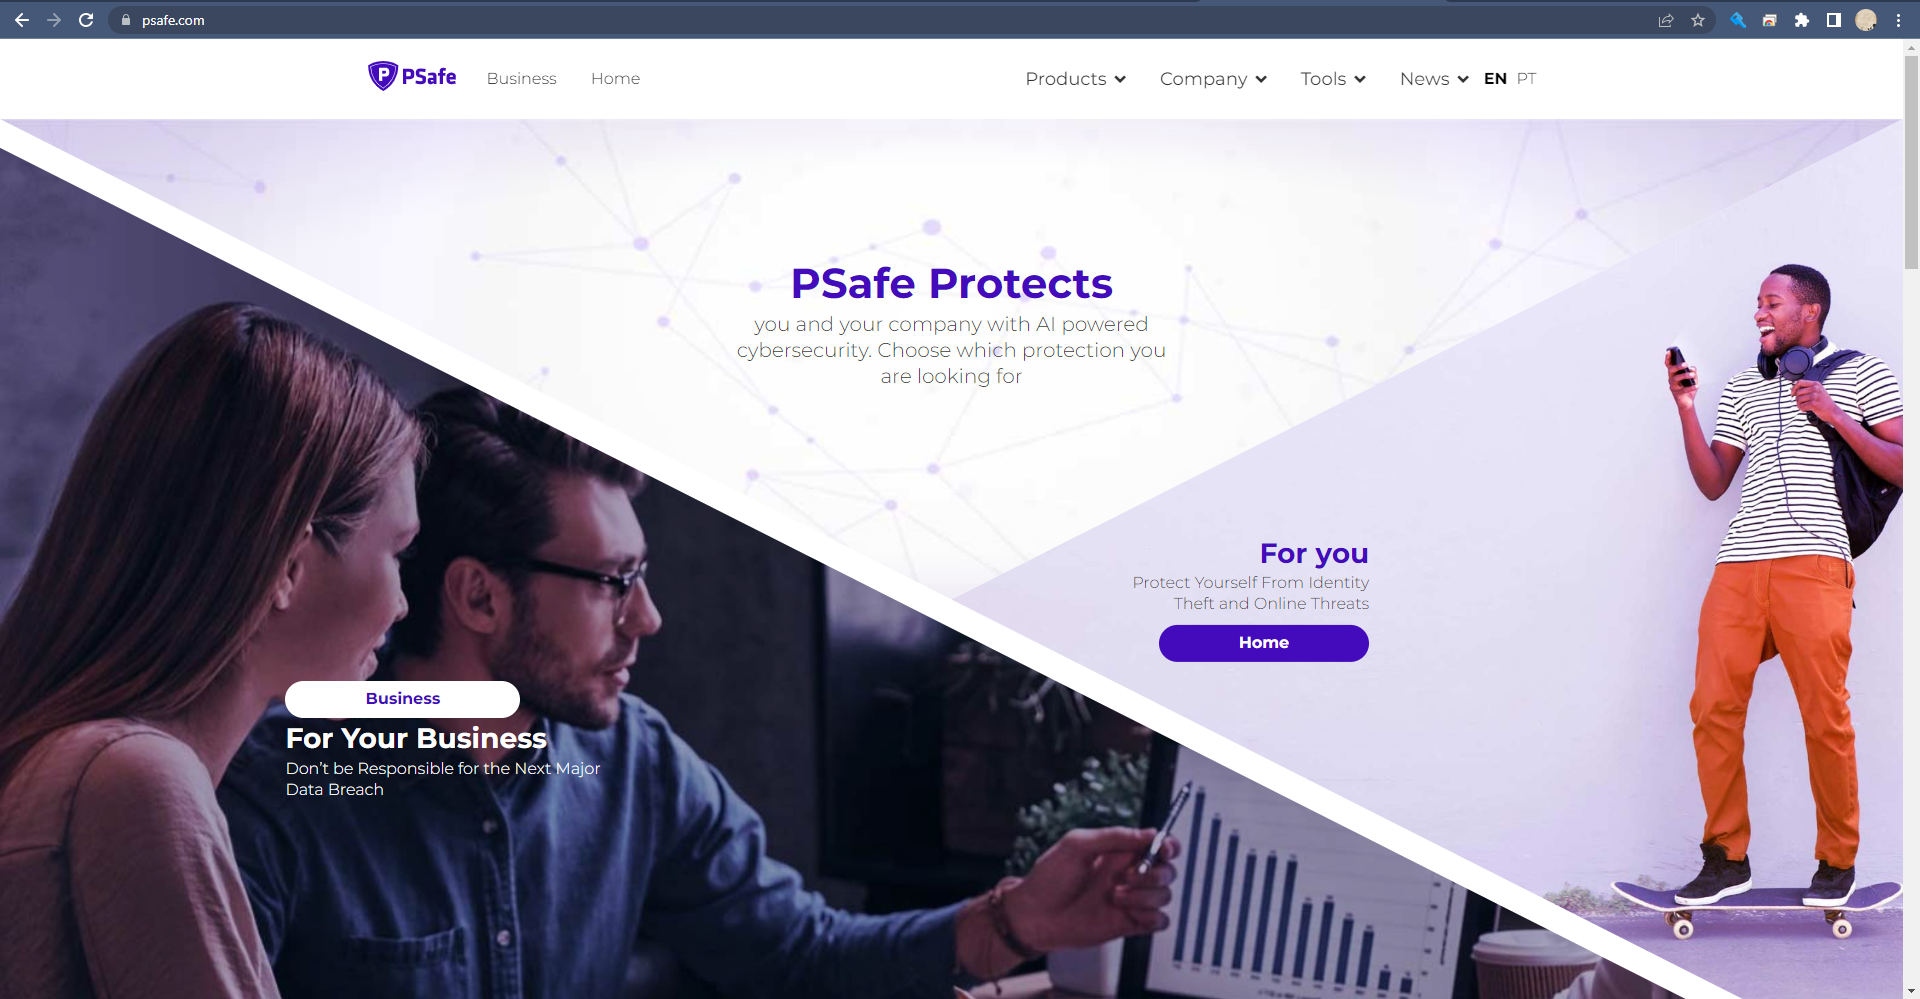 psafe.com
P PSafe
Business
Home
Products
Company
Tools
News
EN
PT
PSafe Protects
you and your company with AI powered
cybersecurity. Choose which protection you
are looking for
For you
Protect Yourself From Identity
Theft and Online Threats
Home
Business
For Your Business
Don’t be Responsible for the Next Major
Data Breach